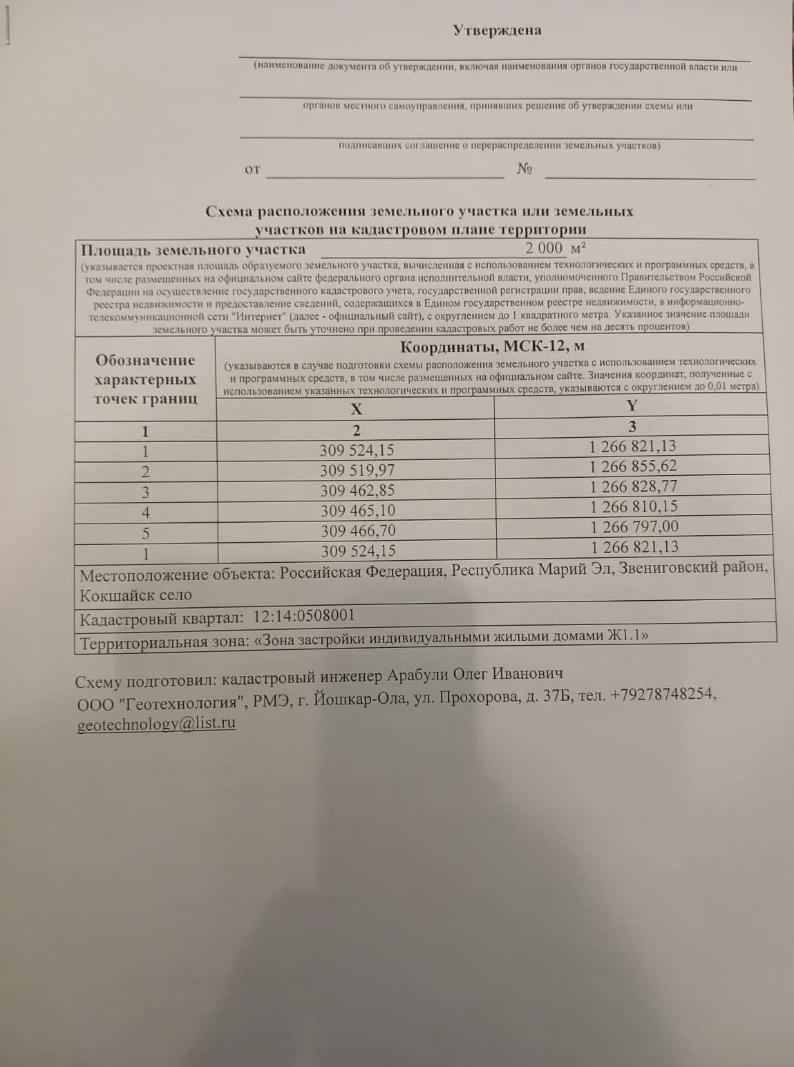 Утверждена
(наименование документа об утверждении, включая наименования органов государственной власти или
органов местного самоуправления, принявших решение об утверждении схемы или
подписавших соглашение о перераспределении земельных участков)
от № 
Схема расположения земельного участка или земельных
участков на кадастровом плане территории
Площадь земельного участка 2 000 м²
(указывается проектная площадь образуемого земельного участка, вычисленная с использованием технологических и программных средств, в
том числе размещенных на официальном сайте федерального органа исполнительной власти, уполномоченного Правительством Российской
Федерации на осуществление государственного кадастрового учета, государственной регистрации прав, ведение Единого государственного
реестра недвижимости и предоставление сведений, содержащихся в Едином государственном реестре недвижимости, в информационно-
телекоммуникационной сети "Интернет" (далее - официальный сайт), с округлением до 1 квадратного метра. Указанное значение площади
земельного участка может быть уточнено при проведении кадастровых работ не более чем на десять процентов)
Обозначение
характерных
точек границ
Координаты, МСК-12, м
(указываются в случае подготовки схемы расположения земельного участка с использованием технологических
и программных средств, в том числе размещенных на официальном сайте. Значения координат, полученные с
использованием указанных технологических и программных средств, указываются с округлением до 0,01 метра)
X Y
1 2 3
1 309 524,15 1 266 821,13
2 309 519,97 1 266 855,62
3 309 462,85 1 266 828,77
4 309 465,10 1 266 810,15
5 309 466,70 1 266 797,00
1 309 524,15 1 266 821,13
Местоположение объекта: Российская Федерация, Республика Марий Эл, Звениговский район,
Кокшайск село
Кадастровый квартал: 12:14:0508001
Территориальная зона: «Зона застройки индивидуальными жилыми домами Ж1.1»
Схему подготовил: кадастровый инженер Арабули Олег Иванович
ООО "Геотехнология", РМЭ, г. Йошкар-Ола, ул. Прохорова, д. 37Б, тел. +79278748254,
geotechnology@list.ru